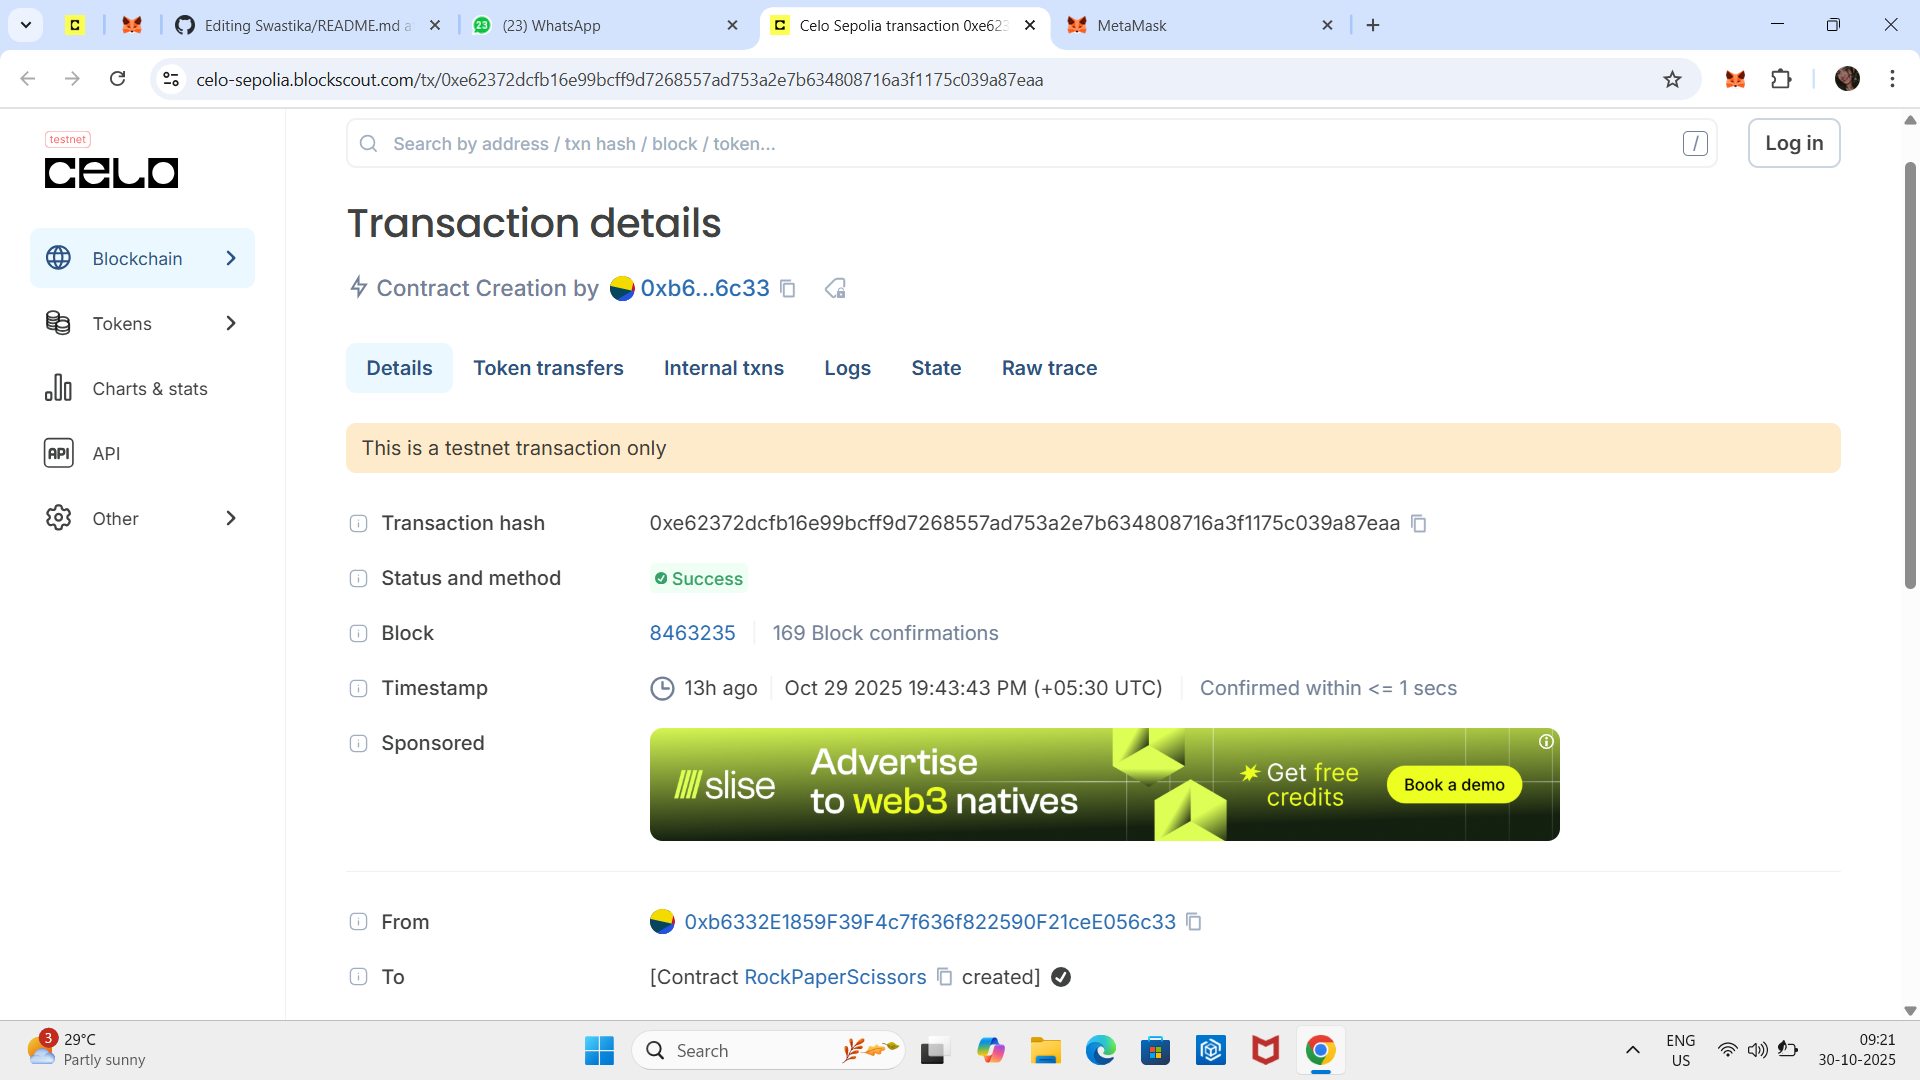 Editing Swastika/README.md a
23
(23) WhatsApp
Celo Sepolia transaction 0xe623
MetaMask
celo-sepolia.blockscout.com/tx/0xe62372dcfb16e99bcff9d7268557ad753a2e7b634808716a3f1175c039a87eaa
testnet
CELO
Search by address / txn hash / block / token...
/
Log in
Blockchain
Tokens
Charts & stats
API
API
Other
Transaction details
Contract Creation by 0xb6...6c33
Details
Token transfers
Internal txns
Logs
State
Raw trace
This is a testnet transaction only
Transaction hash
0xe62372dcfb16e99bcff9d7268557ad753a2e7b634808716a3f1175c039a87eaa
Status and method
Success
Block
8463235
169 Block confirmations
Timestamp
13h ago
Oct 29 2025 19:43:43 PM (+05:30 UTC)
Confirmed within <= 1 secs
Sponsored
slise
Advertise
to web3 natives
Get free
credits
Book a demo
From
0xb6332E1859F39F4c7f636f822590F21ceE056c33
To
[Contract RockPaperScissors created]
3
29°C
Partly sunny
Search
ENG
US
09:21
30-10-2025